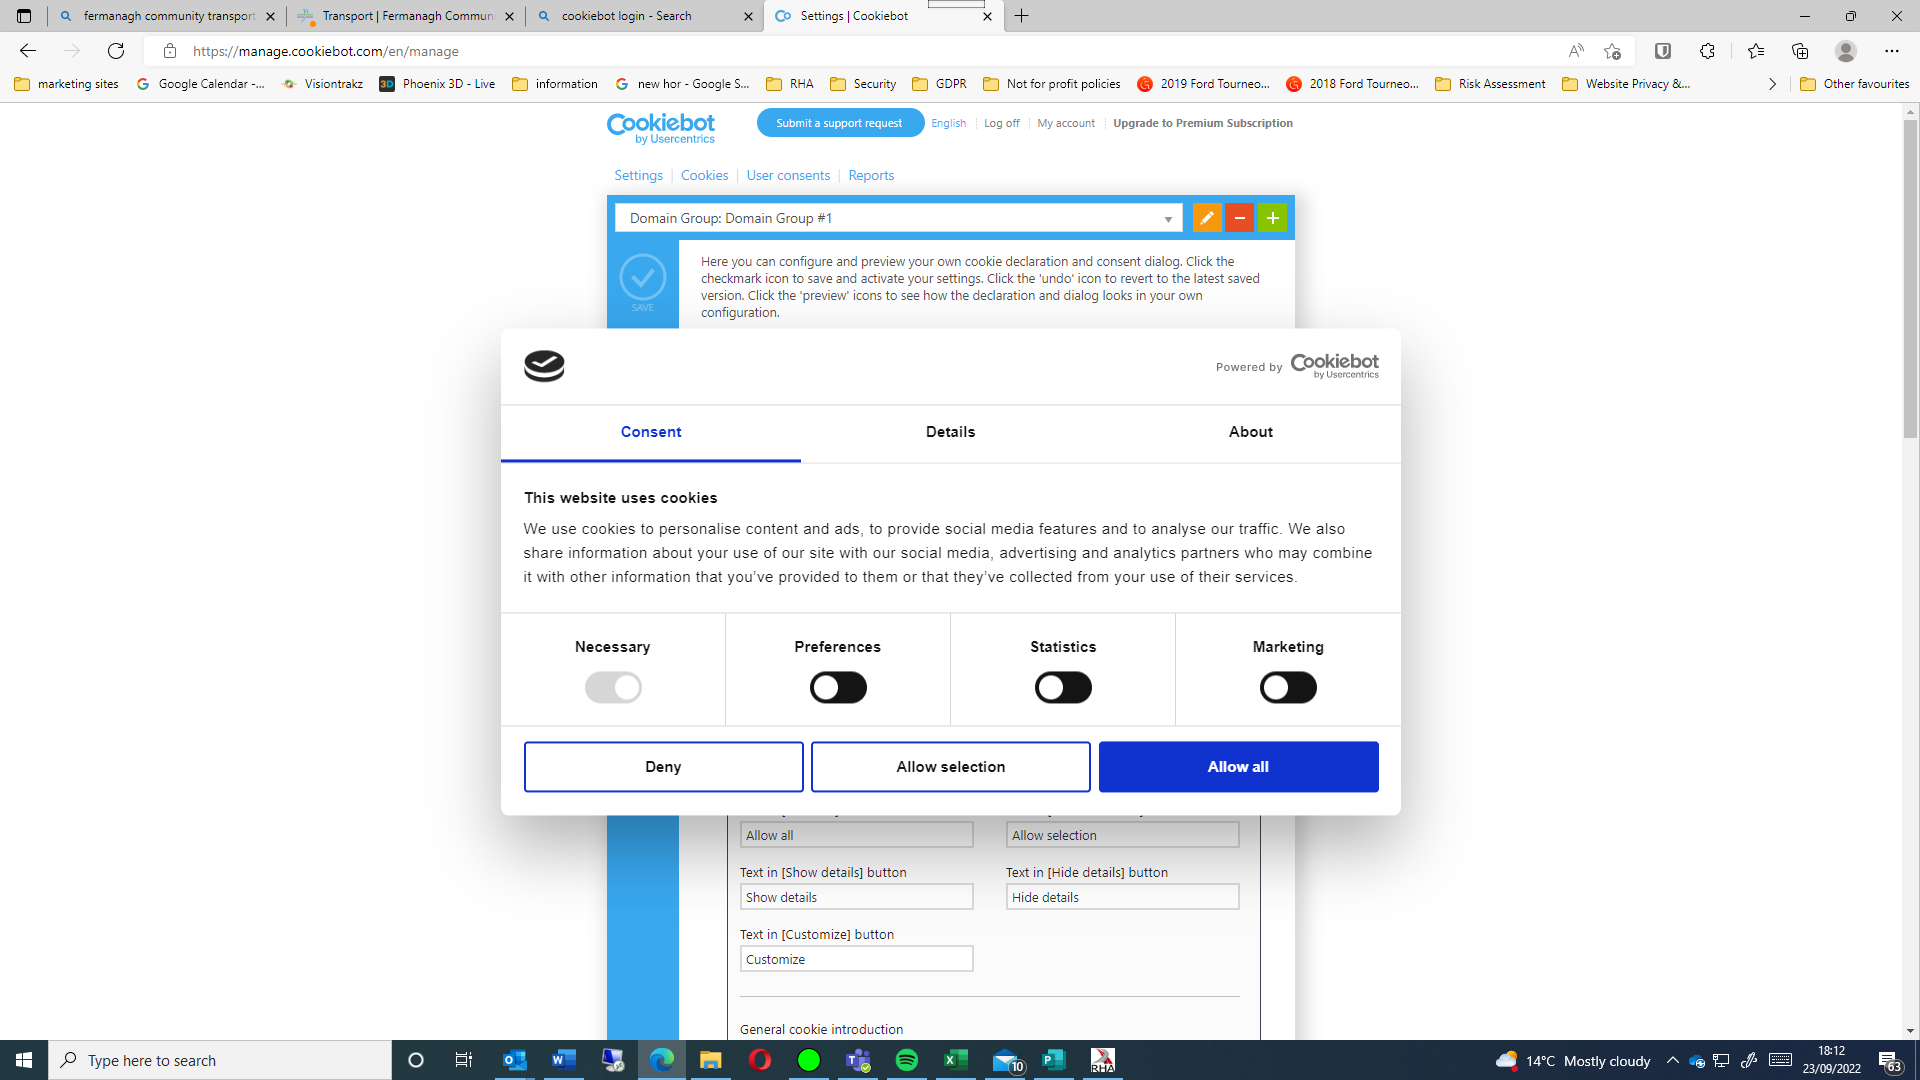 fermanagh community transport
Transport | Fermanagh Commun
cookiebot login - Search
Settings | Cookiebot
https://manage.cookiebot.com/en/manage
marketing sites
Google Calendar -...
Visiontrakz
3D
Phoenix 3D - Live
information
new hor - Google S...
RHA
Security
GDPR
Not for profit policies
2019 Ford Tourneo...
2018 Ford Tourneo...
Risk Assessment
Website Privacy &...
Other favourites
Cookiebot
by Usercentrics
Submit a support request
English
Log off
My account
Upgrade to Premium Subscription
Settings
Cookies
User consents
Reports
Domain Group: Domain Group #1
SAVE
Here you can configure and preview your own cookie declaration and consent dialog. Click the
checkmark icon to save and activate your settings. Click the 'undo' icon to revert to the latest saved
version. Click the 'preview' icons to see how the declaration and dialog looks in your own
configuration.
Powered by Cookiebot
by Usercentrics
Consent
Details
About
This website uses cookies
We use cookies to personalise content and ads, to provide social media features and to analyse our traffic. We also
share information about your use of our site with our social media, advertising and analytics partners who may combine
it with other information that you've provided to them or that they've collected from your use of their services.
Necessary
Preferences
Statistics
Marketing
Deny
Allow selection
Allow all
Allow all
Allow selection
Text in [Show details] button
Text in [Hide details] button
Show details
Hide details
Text in [Customize] button
Customize
General cookie introduction
Type here to search
10
RHA
14°C Mostly cloudy
18:12
23/09/2022
63